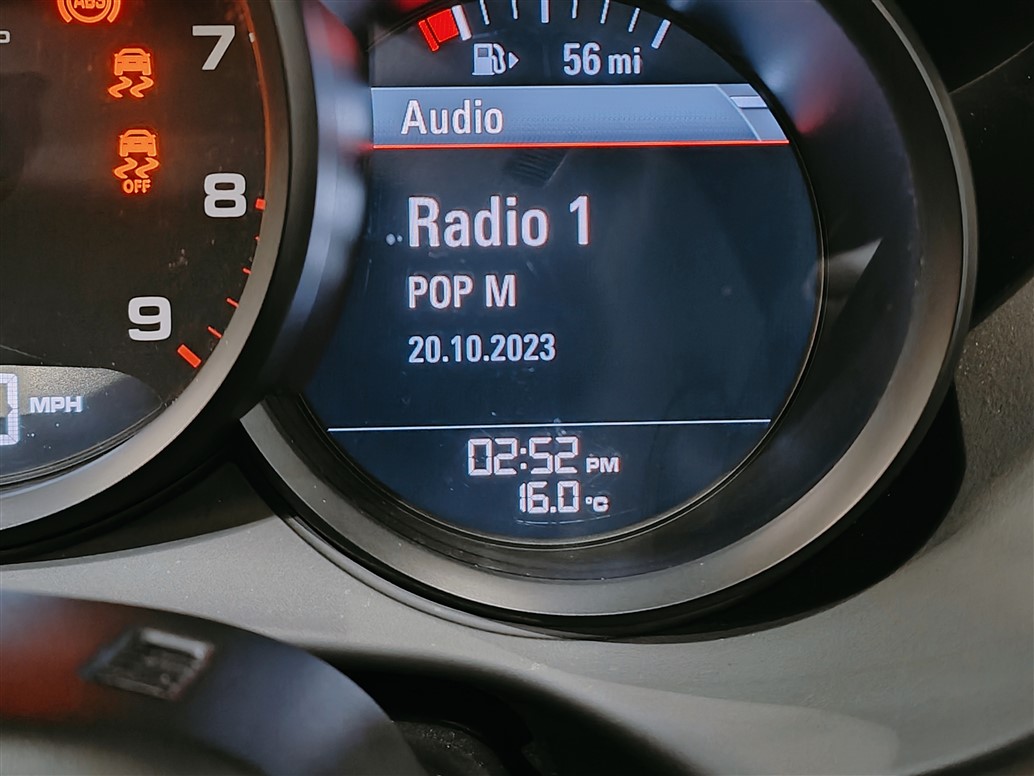 ABS
7
OFF
8
9
MPH
56 mi
Audio
Radio 1
POP M
20.10.2023
02:52 PM
16.0 °C